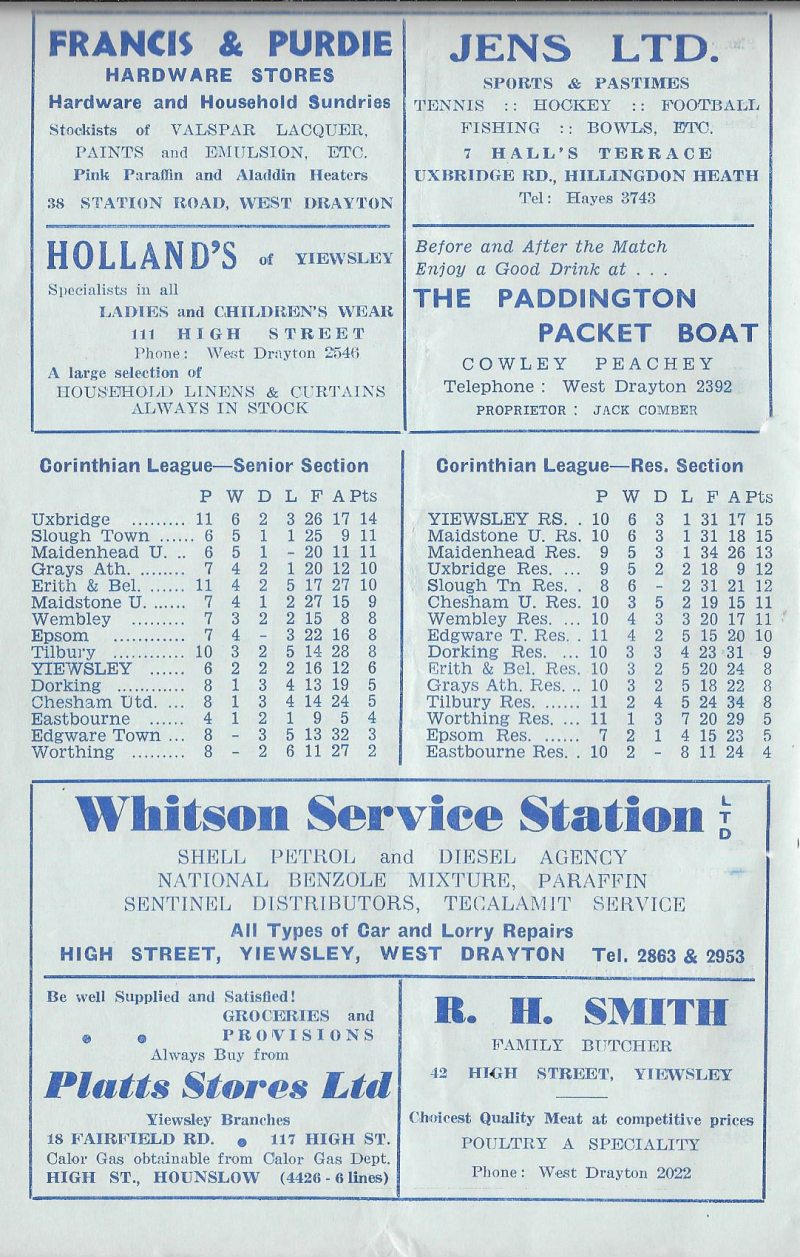 FRANCIS & PURDIE
HARDWARE STORES
Hardware and Household Sundries
Stockists of VALSPAR LACQUER,
PAINTS and EMULSION, ETC.
Pink Paraffin and Aladdin Heaters
38 STATION ROAD, WEST DRAYTON
JENS LTD.
SPORTS & PASTIMES
TENNIS :: HOCKEY :: FOOTBALL
FISHING :: BOWLS, ETC.
7 HALL'S TERRACE
UXBRIDGE RD., HILLINGDON HEATH
Tel: Hayes 3743
HOLLAND'S of YIEWSLEY
Specialists in all
LADIES and CHILDREN'S WEAR
111 HIGH STREET
Phone: West Drayton 2546
A large selection of
HOUSEHOLD LINENS & CURTAINS
ALWAYS IN STOCK
Before and After the Match
Enjoy a Good Drink at . . .
THE PADDINGTON
PACKET BOAT
COWLEY PEACHEY
Telephone : West Drayton 2392
PROPRIETOR : JACK COMBER
Corinthian League—Senior Section
P W D L F A Pts
Uxbridge ......... 11 6 2 3 26 17 14
Slough Town ...... 6 5 1 1 25 9 11
Maidenhead U. .. 6 5 1 - 20 11 11
Grays Ath. ........ 7 4 2 1 20 12 10
Erith & Bel. ...... 11 4 2 5 17 27 10
Maidstone U. ...... 7 4 1 2 27 15 9
Wembley ......... 7 3 2 2 15 8 8
Epsom ............ 7 4 - 3 22 16 8
Tilbury ............ 10 3 2 5 14 28 8
YIEWSLEY ...... 6 2 2 2 16 12 6
Dorking ........... 8 1 3 4 13 19 5
Chesham Utd. ... 8 1 3 4 14 24 5
Eastbourne ...... 4 1 2 1 9 5 4
Edgware Town ... 8 - 3 5 13 32 3
Worthing ......... 8 - 2 6 11 27 2
Corinthian League—Res. Section
P W D L F A Pts
YIEWSLEY RS. . 10 6 3 1 31 17 15
Maidstone U. Rs. 10 6 3 1 31 18 15
Maidenhead Res. 9 5 3 1 34 26 13
Uxbridge Res. ... 9 5 2 2 18 9 12
Slough Tn Res. . 8 6 - 2 31 21 12
Chesham U. Res. 10 3 5 2 19 15 11
Wembley Res. ... 10 4 3 3 20 17 11
Edgware T. Res. . 11 4 2 5 15 20 10
Dorking Res. ... 10 3 3 4 23 31 9
Erith & Bel. Res. 10 3 2 5 20 24 8
Grays Ath. Res. .. 10 3 2 5 18 22 8
Tilbury Res. ...... 11 2 4 5 24 34 8
Worthing Res. ... 11 1 3 7 20 29 5
Epsom Res. ...... 7 2 1 4 15 23 5
Eastbourne Res. . 10 2 - 8 11 24 4
Whitson Service Station LTD
SHELL PETROL and DIESEL AGENCY
NATIONAL BENZOLE MIXTURE, PARAFFIN
SENTINEL DISTRIBUTORS, TECALAMIT SERVICE
All Types of Car and Lorry Repairs
HIGH STREET, YIEWSLEY, WEST DRAYTON Tel. 2863 & 2953
Be well Supplied and Satisfied!
GROCERIES and
PROVISIONS
Always Buy from
Platts Stores Ltd
Yiewsley Branches
18 FAIRFIELD RD. • 117 HIGH ST.
Calor Gas obtainable from Calor Gas Dept.
HIGH ST., HOUNSLOW (4426 - 6 lines)
R. H. SMITH
FAMILY BUTCHER
42 HIGH STREET, YIEWSLEY
Choicest Quality Meat at competitive prices
POULTRY A SPECIALITY
Phone: West Drayton 2022